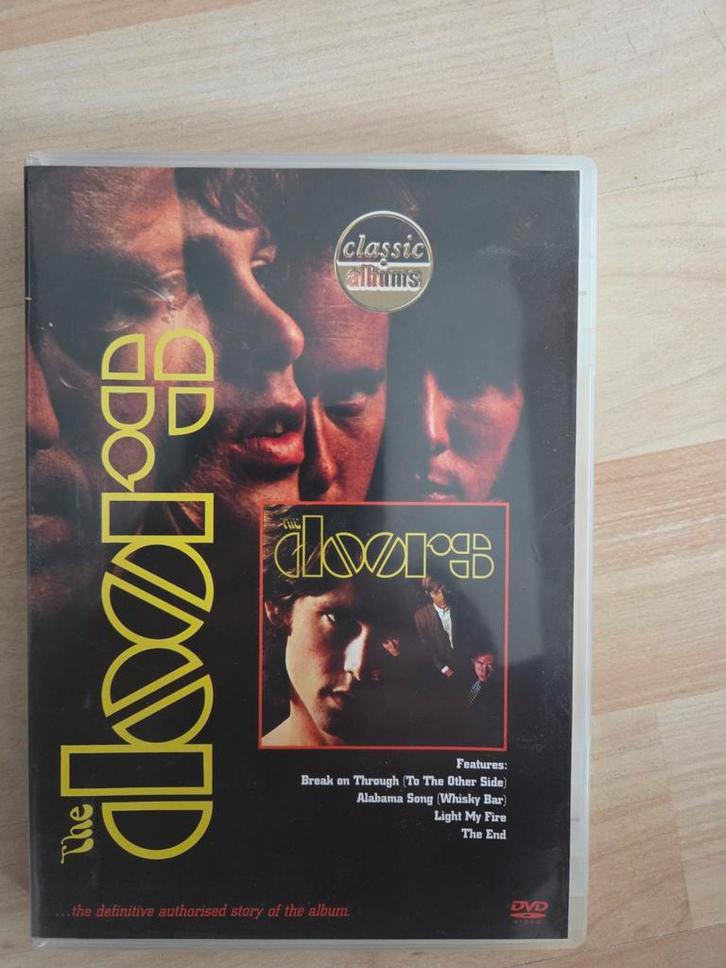 classic
albums
The
doors
THE
doors
Features:
Break on Through (To The Other Side)
Alabama Song (Whisky Bar)
Light My Fire
The End
...the definitive authorised story of the album.
DVD
VIDEO